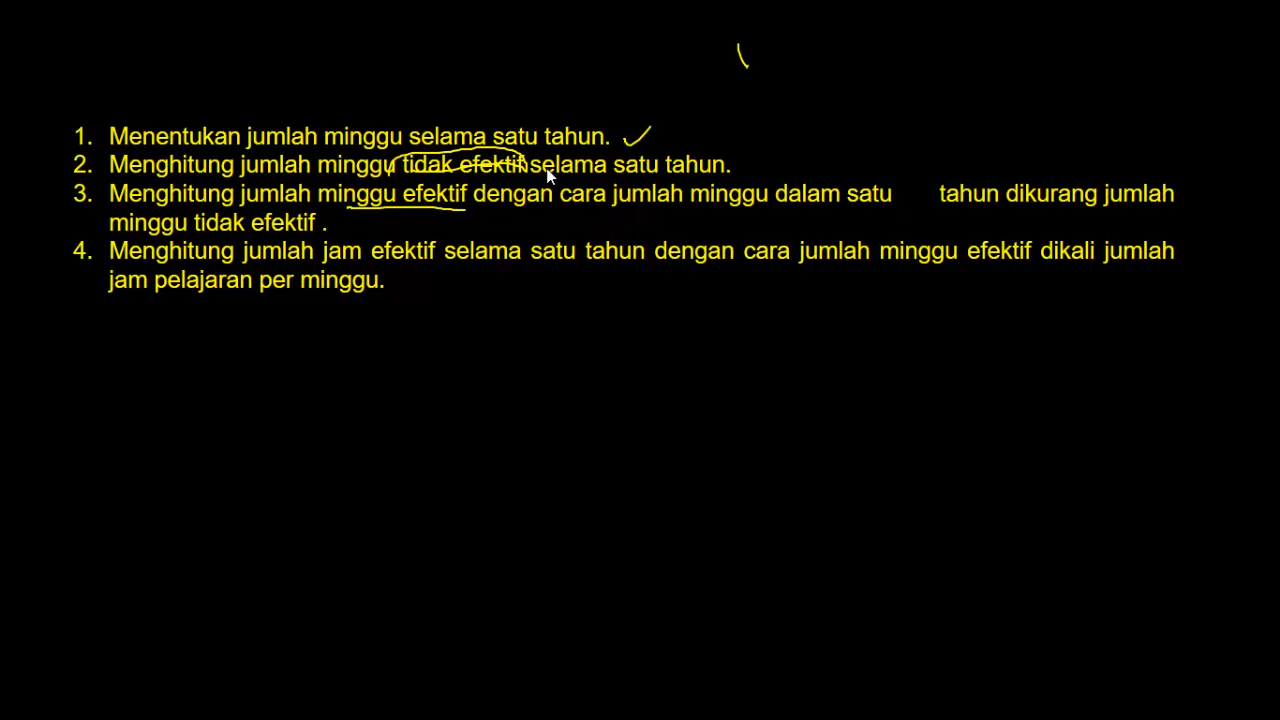 1. Menentukan jumlah minggu selama satu tahun.
2. Menghitung jumlah minggu tidak efektif selama satu tahun.
3. Menghitung jumlah minggu efektif dengan cara jumlah minggu dalam satu tahun dikurang jumlah
minggu tidak efektif .
4. Menghitung jumlah jam efektif selama satu tahun dengan cara jumlah minggu efektif dikali jumlah
jam pelajaran per minggu.